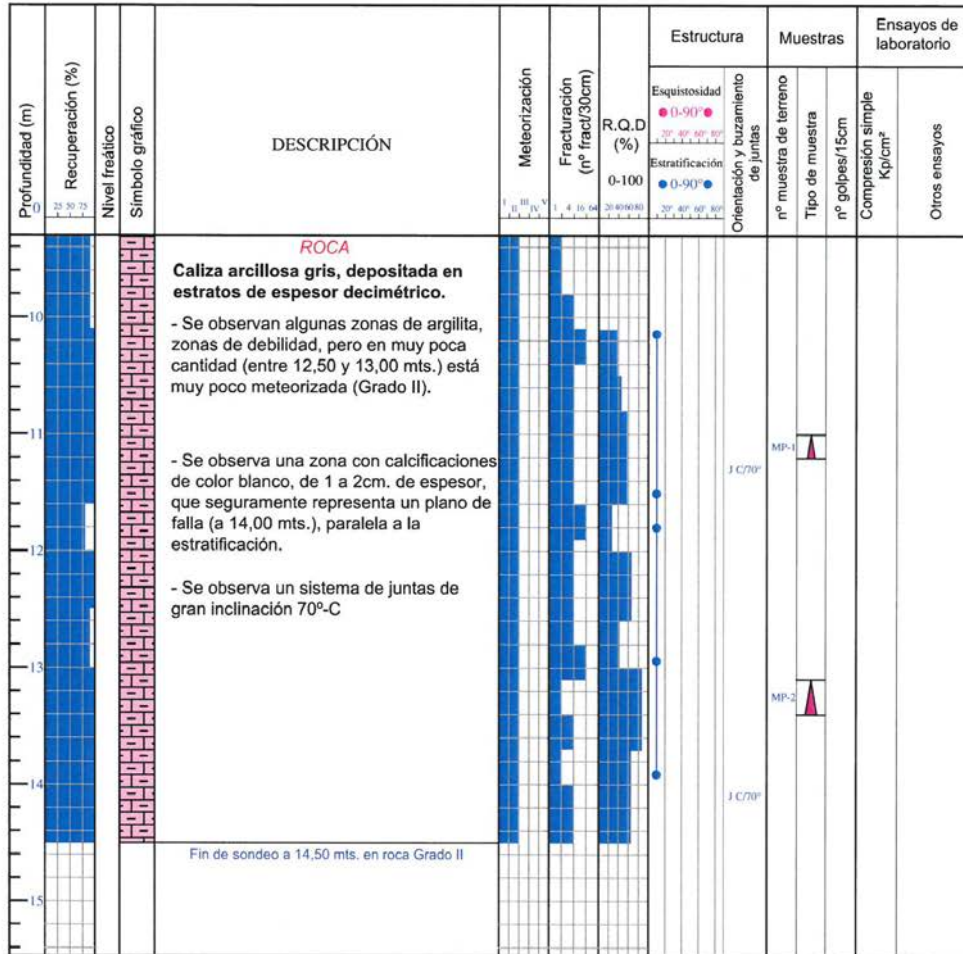 Profundidad (m)
0
Recuperación (%)
25 50 75
Nivel freático
Símbolo gráfico
DESCRIPCIÓN
Meteorización
I II III IV V
Fracturación
(nº fract/30cm)
1 4 16 64
R.Q.D
(%)
0-100
20 40 60 80
Estructura
Esquistosidad
0-90°
20° 40° 60° 80°
Estratificación
0-90°
20° 40° 60° 80°
Orientación y buzamiento
de juntas
Muestras
nº muestra de terreno
Tipo de muestra
nº golpes/15cm
Ensayos de
laboratorio
Compresión simple
Kp/cm²
Otros ensayos
ROCA
Caliza arcillosa gris, depositada en
estratos de espesor decimétrico.
- Se observan algunas zonas de argilita,
zonas de debilidad, pero en muy poca
cantidad (entre 12,50 y 13,00 mts.) está
muy poco meteorizada (Grado II).
- Se observa una zona con calcificaciones
de color blanco, de 1 a 2cm. de espesor,
que seguramente representa un plano de
falla (a 14,00 mts.), paralela a la
estratificación.
- Se observa un sistema de juntas de
gran inclinación 70º-C
Fin de sondeo a 14,50 mts. en roca Grado II
10
11
12
13
14
15
J C/70°
J C/70°
MP-1
MP-2